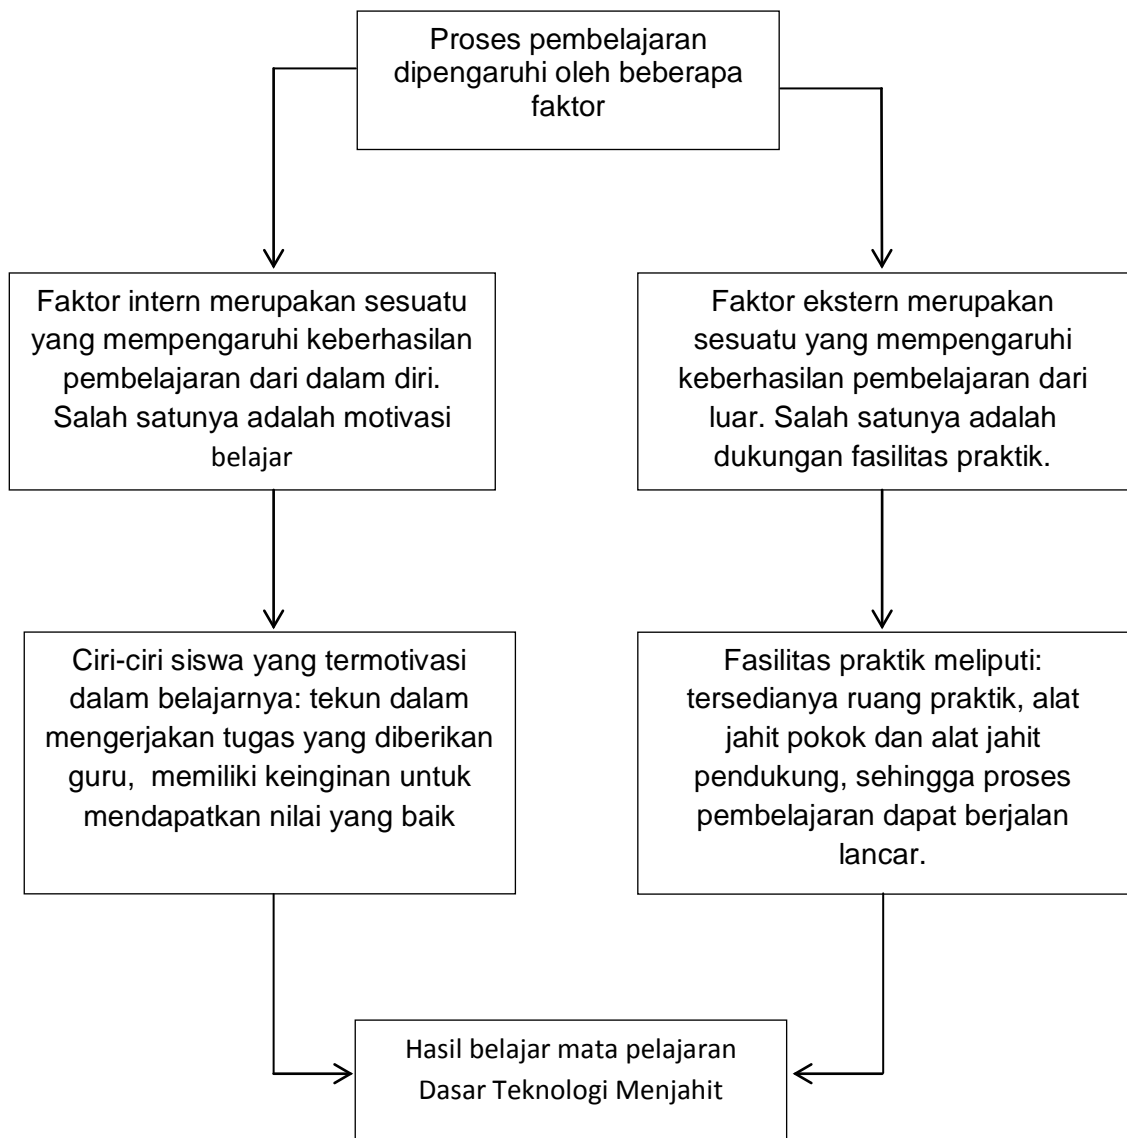 Proses pembelajaran
dipengaruhi oleh beberapa
faktor
Faktor intern merupakan sesuatu
yang mempengaruhi keberhasilan
pembelajaran dari dalam diri.
Salah satunya adalah motivasi
belajar
Faktor ekstern merupakan
sesuatu yang mempengaruhi
keberhasilan pembelajaran dari
luar. Salah satunya adalah
dukungan fasilitas praktik.
Ciri-ciri siswa yang termotivasi
dalam belajarnya: tekun dalam
mengerjakan tugas yang diberikan
guru,  memiliki keinginan untuk
mendapatkan nilai yang baik
Fasilitas praktik meliputi:
tersedianya ruang praktik, alat
jahit pokok dan alat jahit
pendukung, sehingga proses
pembelajaran dapat berjalan
lancar.
Hasil belajar mata pelajaran
Dasar Teknologi Menjahit